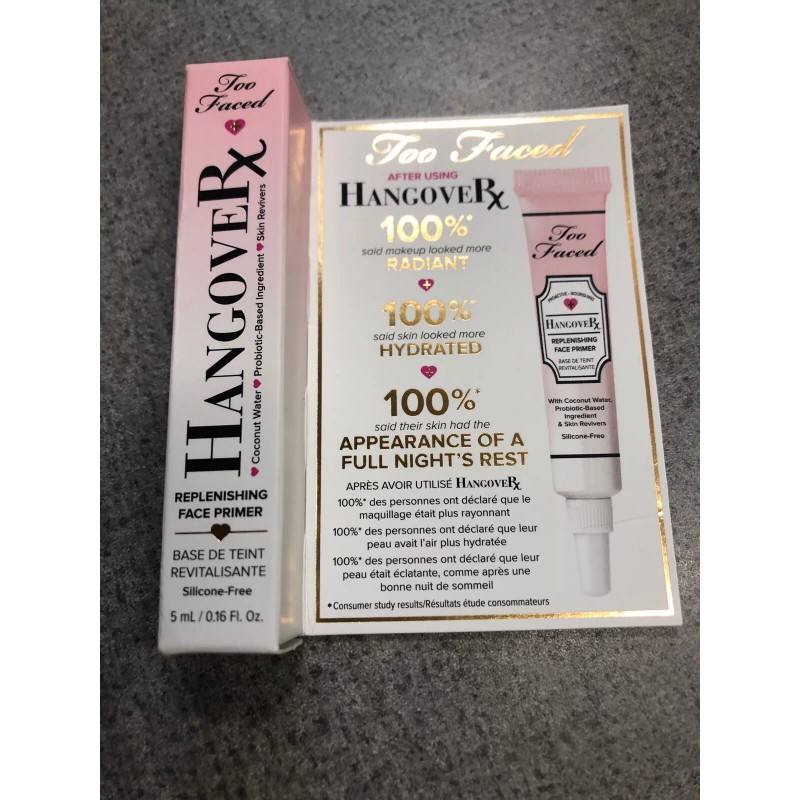 Too
Faced
HANGOVERx
Coconut Water ♥ Probiotic-Based Ingredient ♥ Skin Revivers
REPLENISHING
FACE PRIMER
BASE DE TEINT
REVITALISANTE
Silicone-Free
5 mL / 0.16 Fl. Oz.
Too Faced
AFTER USING
HANGOVERx
100%*
said makeup looked more
RADIANT
100%*
said skin looked more
HYDRATED
100%*
said their skin had the
APPEARANCE OF A
FULL NIGHT'S REST
APRÈS AVOIR UTILISÉ HANGOVERx
100%* des personnes ont déclaré que le
maquillage était plus rayonnant
100%* des personnes ont déclaré que leur
peau avait l'air plus hydratée
100%* des personnes ont déclaré que leur
peau était éclatante, comme après une
bonne nuit de sommeil
*Consumer study results/Résultats étude consommateurs
Too
Faced
PROACTIVE • NOURISHING
HANGOVERx
REPLENISHING
FACE PRIMER
BASE DE TEINT
REVITALISANTE
With Coconut Water,
Probiotic-Based
Ingredient
& Skin Revivers
Silicone-Free